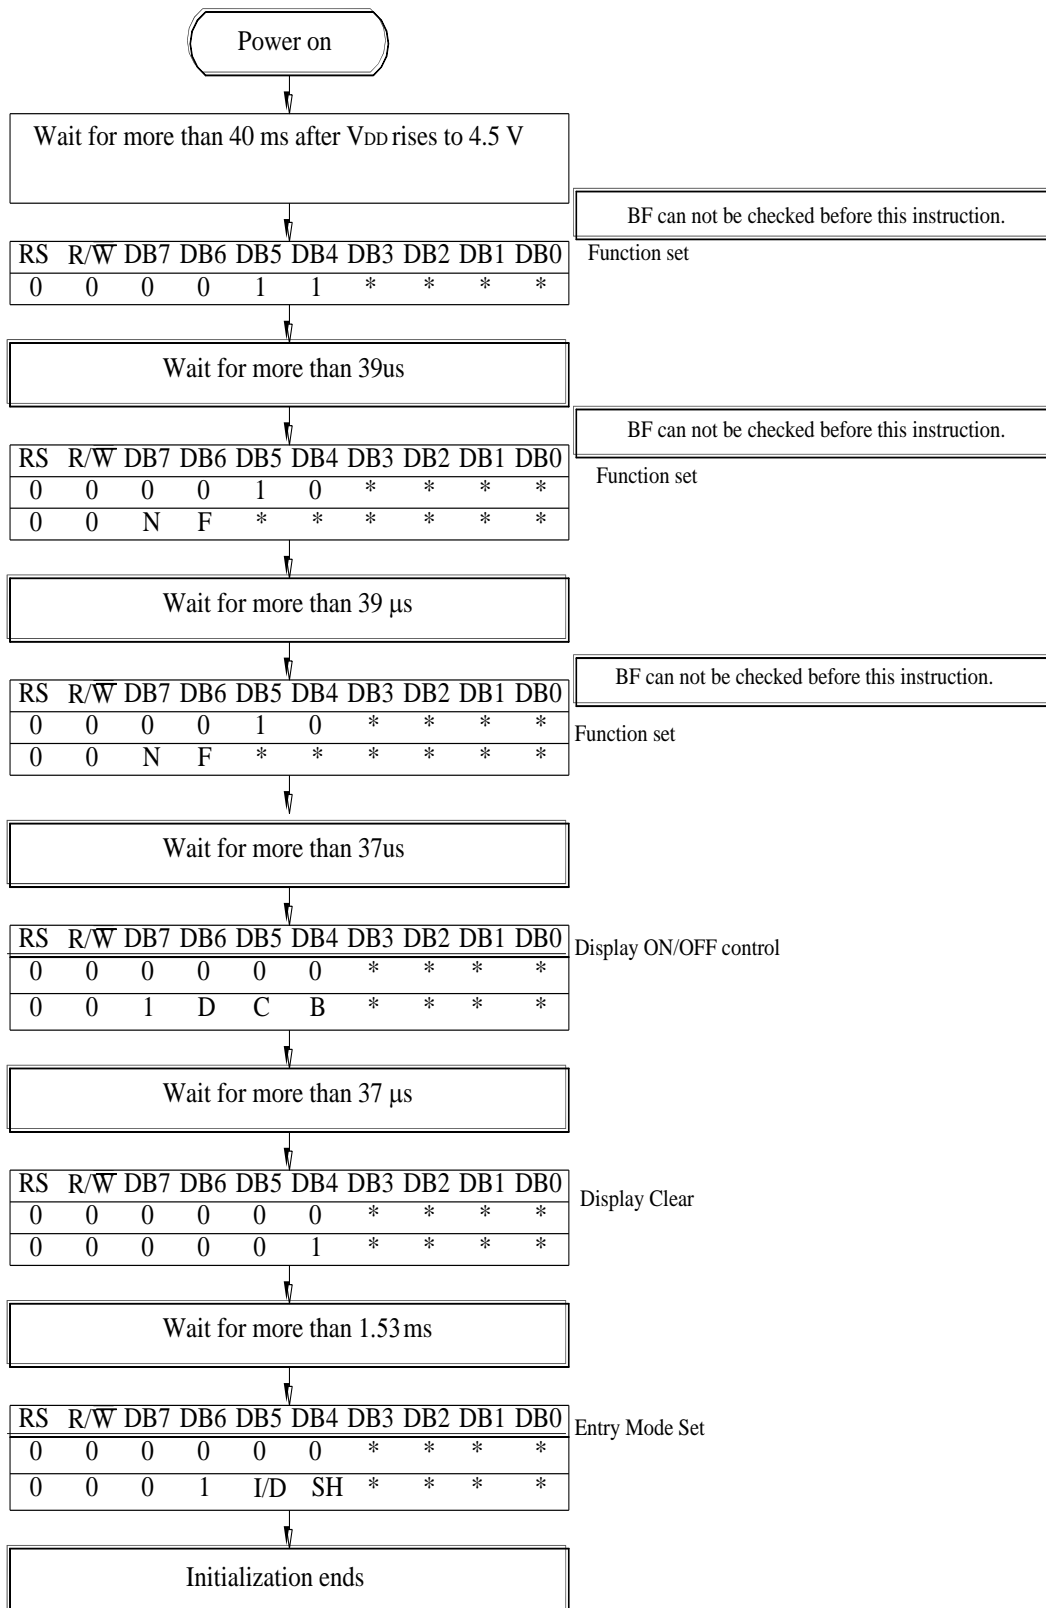 Power on
Wait for more than 40 ms after VDD rises to 4.5 V
BF can not be checked before this instruction.
RS R/W̅ DB7 DB6 DB5 DB4 DB3 DB2 DB1 DB0
Function set
0 0 0 0 1 1 * * * *
Wait for more than 39us
BF can not be checked before this instruction.
RS R/W̅ DB7 DB6 DB5 DB4 DB3 DB2 DB1 DB0
Function set
0 0 0 0 1 0 * * * *
0 0 N F * * * * * *
Wait for more than 39 μs
BF can not be checked before this instruction.
RS R/W̅ DB7 DB6 DB5 DB4 DB3 DB2 DB1 DB0
0 0 0 0 1 0 * * * *
Function set
0 0 N F * * * * * *
Wait for more than 37us
RS R/W̅ DB7 DB6 DB5 DB4 DB3 DB2 DB1 DB0
Display ON/OFF control
0 0 0 0 0 0 * * * *
0 0 1 D C B * * * *
Wait for more than 37 μs
RS R/W̅ DB7 DB6 DB5 DB4 DB3 DB2 DB1 DB0
Display Clear
0 0 0 0 0 0 * * * *
0 0 0 0 0 1 * * * *
Wait for more than 1.53ms
RS R/W̅ DB7 DB6 DB5 DB4 DB3 DB2 DB1 DB0
Entry Mode Set
0 0 0 0 0 0 * * * *
0 0 0 1 I/D SH * * * *
Initialization ends